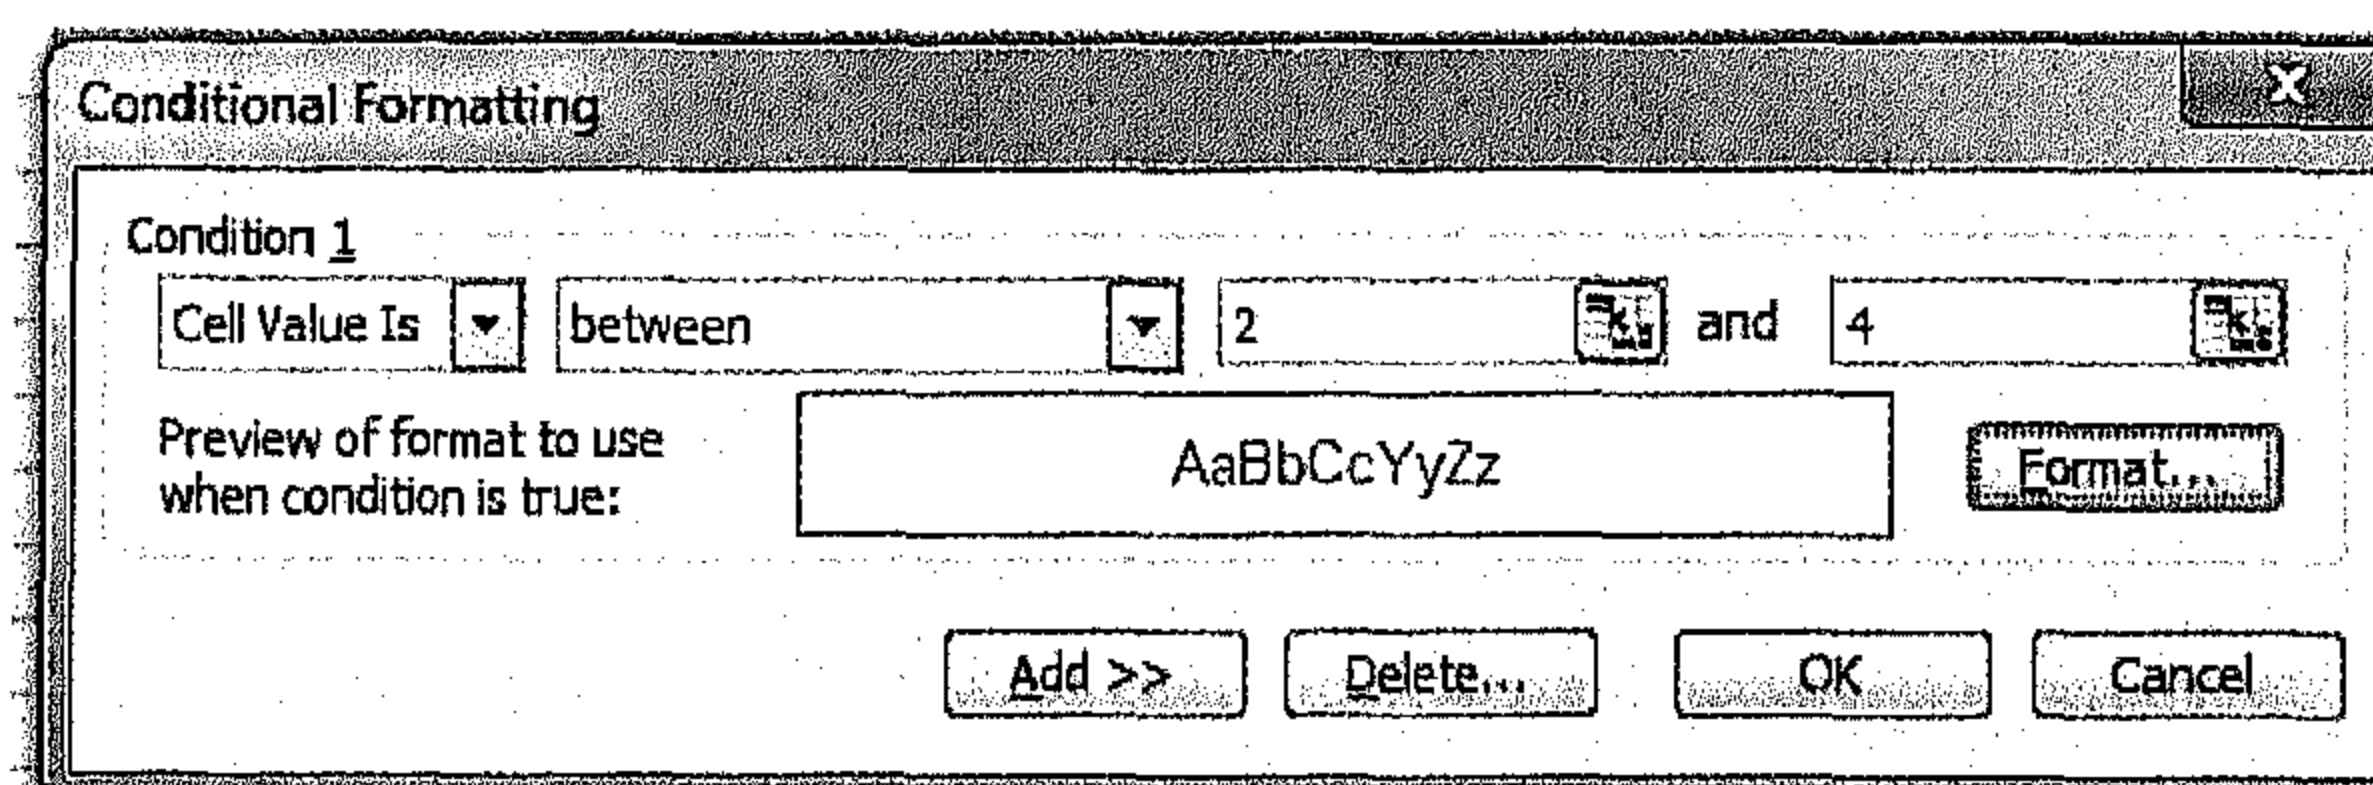 Conditional Formatting
Condition 1
Cell Value Is between 2 and 4
Preview of format to use
when condition is true:
AaBbCcYyZz
Format...
Add >> Delete... OK Cancel